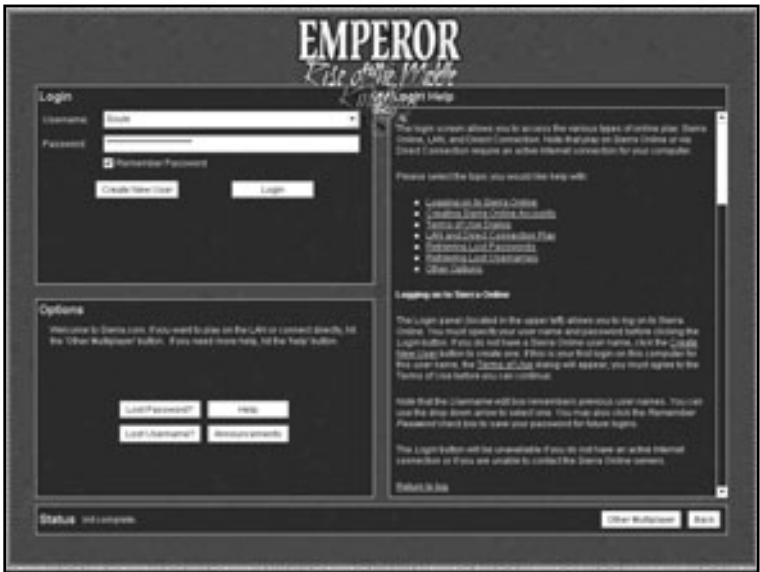 EMPEROR
Rise of the Middle
Login
Username:
Password:
Remember Password
Create New User
Login
Options
Welcome to Sierra.com. If you want to play on the LAN or connect directly, hit
the 'Other Multiplayer' button. If you need more help, hit the 'help' button.
Lost Password?
Help
Lost Username?
Announcements
Login Help
The login screen allows you to access the various types of online play: Sierra
Online, LAN, and Direct Connection. Note that play on Sierra Online or via
Direct Connection require an active Internet connection for your computer.
Please select the topic you would like help with:
Logging on to Sierra Online
Creating Sierra Online Accounts
Terms of Use Dialog
LAN and Direct Connection Play
Retrieving Lost Passwords
Retrieving Lost Usernames
Other Options
Logging on to Sierra Online
The Login panel (located in the upper left) allows you to log on to Sierra
Online. You must specify your user name and password before clicking the
Login button. If you do not have a Sierra Online user name, click the Create
New User button to create one. If this is your first login on this computer for
this user name, the Terms of Use dialog will appear, you must agree to the
Terms of Use before you can continue.
Note that the Username edit box remembers previous user names. You can
use the drop down arrow to select one. You may also click the Remember
Password check box to save your password for future logins.
The Login button will be unavailable if you do not have an active Internet
connection or if you are unable to contact the Sierra Online servers.
Return to top
Status Init complete.
Other Multiplayer
Back